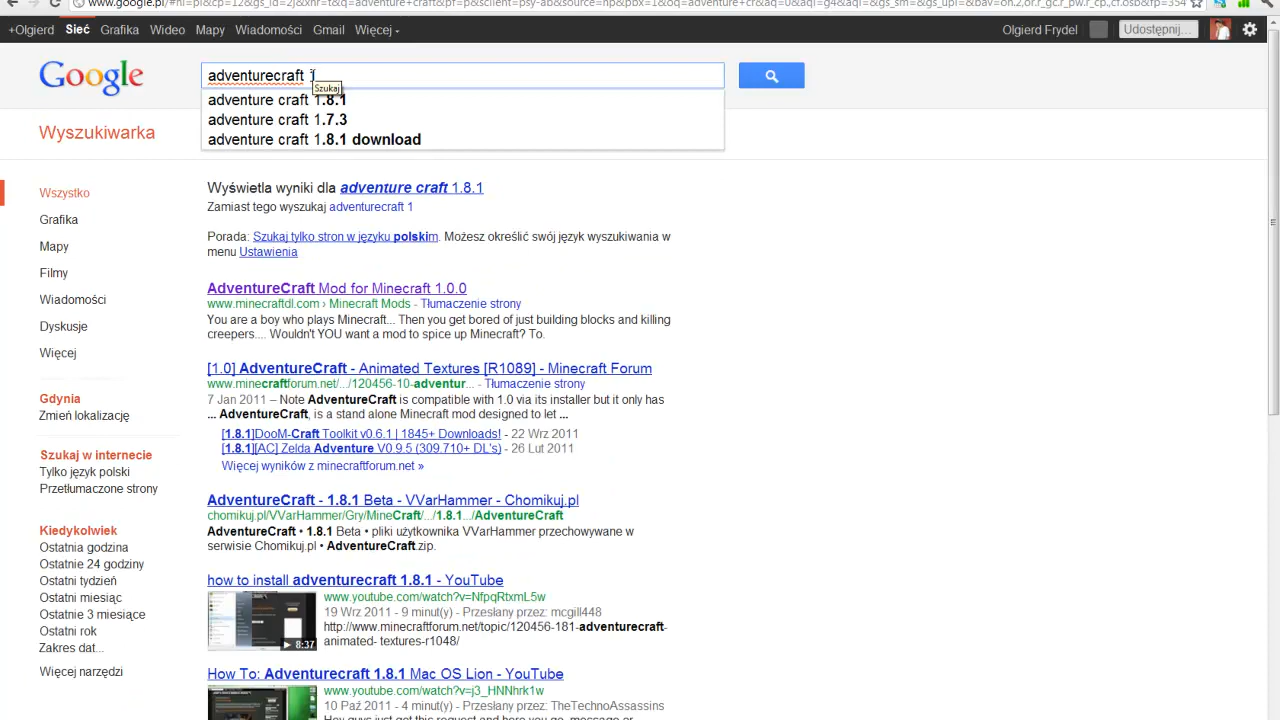 +Olgierd Sieć Grafika Wideo Mapy Wiadomości Gmail Więcej
Olgierd Frydel Udostępnij...
Google
adventurecraft 1
Szukaj
adventure craft 1.8.1
adventure craft 1.7.3
adventure craft 1.8.1 download
Wyszukiwarka
Wszystko
Grafika
Mapy
Filmy
Wiadomości
Dyskusje
Więcej
Gdynia
Zmień lokalizację
Szukaj w internecie
Tylko język polski
Przetłumaczone strony
Kiedykolwiek
Ostatnia godzina
Ostatnie 24 godziny
Ostatni tydzień
Ostatni miesiąc
Ostatnie 3 miesiące
Ostatni rok
Zakres dat...
Więcej narzędzi
Wyświetla wyniki dla adventure craft 1.8.1
Zamiast tego wyszukaj adventurecraft 1
Porada: Szukaj tylko stron w języku polskim. Możesz określić swój język wyszukiwania w
menu Ustawienia
AdventureCraft Mod for Minecraft 1.0.0
www.minecraftdl.com › Minecraft Mods - Tłumaczenie strony
You are a boy who plays Minecraft... Then you get bored of just building blocks and killing
creepers.... Wouldn'T YOU want a mod to spice up Minecraft? To.
[1.0] AdventureCraft - Animated Textures [R1089] - Minecraft Forum
www.minecraftforum.net/.../120456-10-adventur... - Tłumaczenie strony
7 Jan 2011 – Note AdventureCraft is compatible with 1.0 via its installer but it only has
... AdventureCraft, is a stand alone Minecraft mod designed to let ...
[1.8.1]DooM-Craft Toolkit v0.6.1 | 1845+ Downloads! - 22 Wrz 2011
[1.8.1][AC] Zelda Adventure V0.9.5 (309.710+ DL's) - 26 Lut 2011
Więcej wyników z minecraftforum.net »
AdventureCraft - 1.8.1 Beta - VVarHammer - Chomikuj.pl
chomikuj.pl/VVarHammer/Gry/MineCraft/.../1.8.1.../AdventureCraft
AdventureCraft • 1.8.1 Beta • pliki użytkownika VVarHammer przechowywane w
serwisie Chomikuj.pl • AdventureCraft.zip.
how to install adventurecraft 1.8.1 - YouTube
www.youtube.com/watch?v=NfpqRtxmL5w
19 Wrz 2011 - 9 minut(y) - Przesłany przez: mcgill448
http://www.minecraftforum.net/topic/120456-181-adventurecraft-
animated- textures-r1048/
8:37
How To: Adventurecraft 1.8.1 Mac OS Lion - YouTube
10 Paź 2011 - 4 minut(y) - Przesłany przez: TheTechnoAssassins